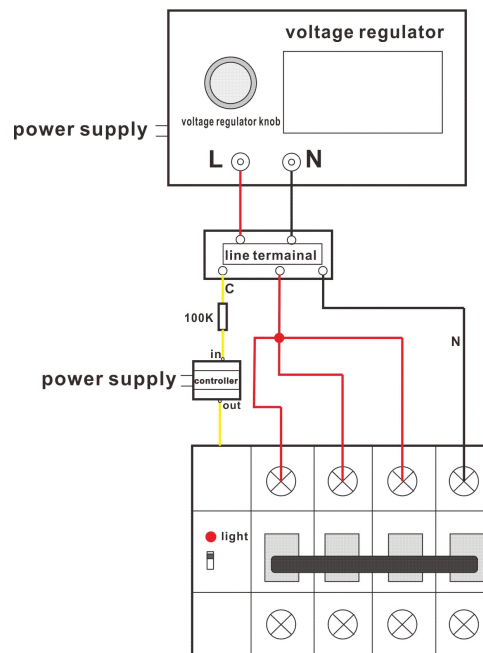 voltage regulator
voltage regulator knob
power supply
L
N
line termainal
C
100K
N
in
power supply
controller
out
light